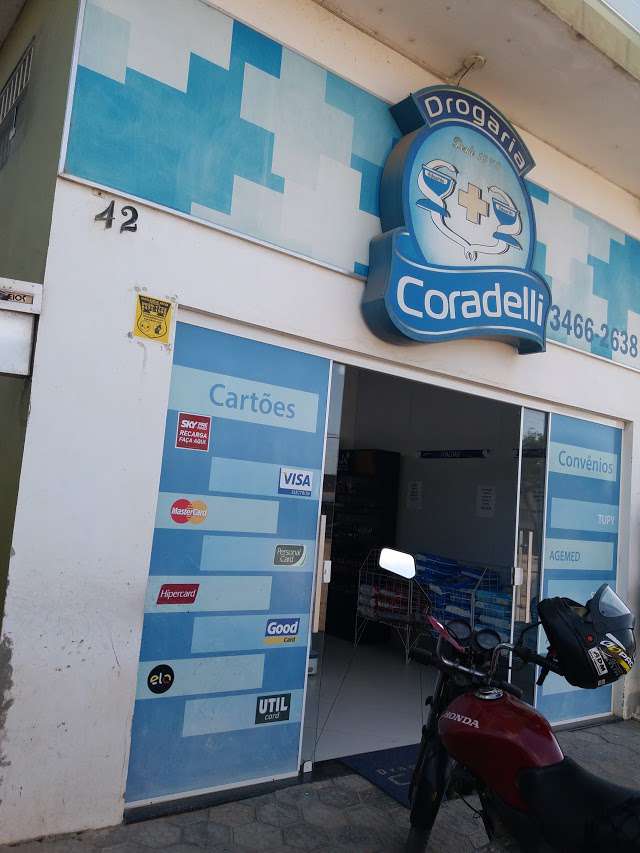 Drogaria
Coradelli
3466-2638
42
Cartões
SKY
RECARGA
FAÇA AQUI
VISA
ELECTRON
MasterCard
Personal
Card
Hipercard
Good
Card
elo
UTIL
card
Convênios
TUPY
AGEMED
HONDA